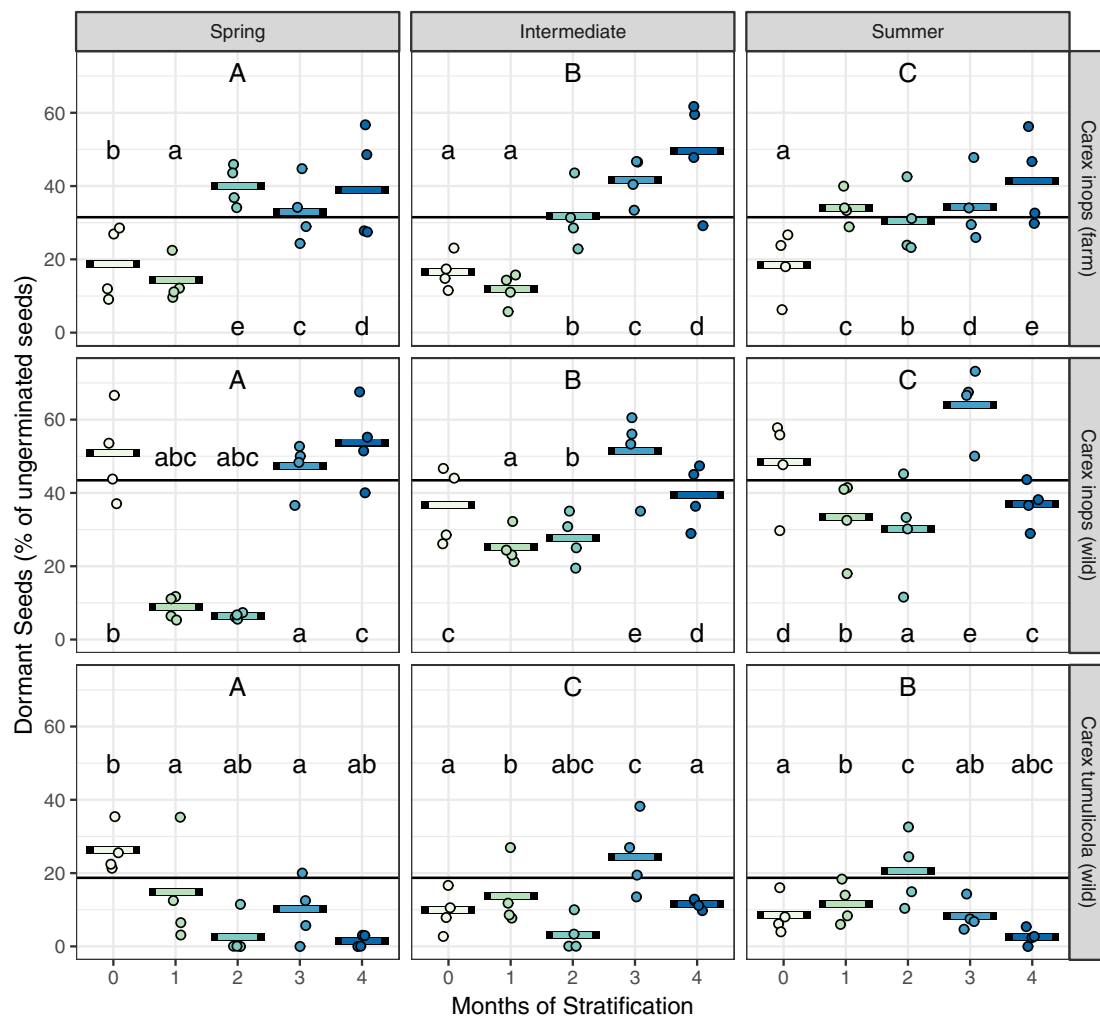 Spring Intermediate Summer
A B C
60
b a a a a
40
20
0
e c d b c d c b d e
Carex inops (farm)
A B C
60
abc abc a b
40
20
0
b a c c e d d b a e c
Carex inops (wild)
A C B
60
b a ab a ab a b abc c a a b c ab abc
40
20
0
Carex tumulicola (wild)
0 1 2 3 4 0 1 2 3 4 0 1 2 3 4
Months of Stratification
Dormant Seeds (% of ungerminated seeds)